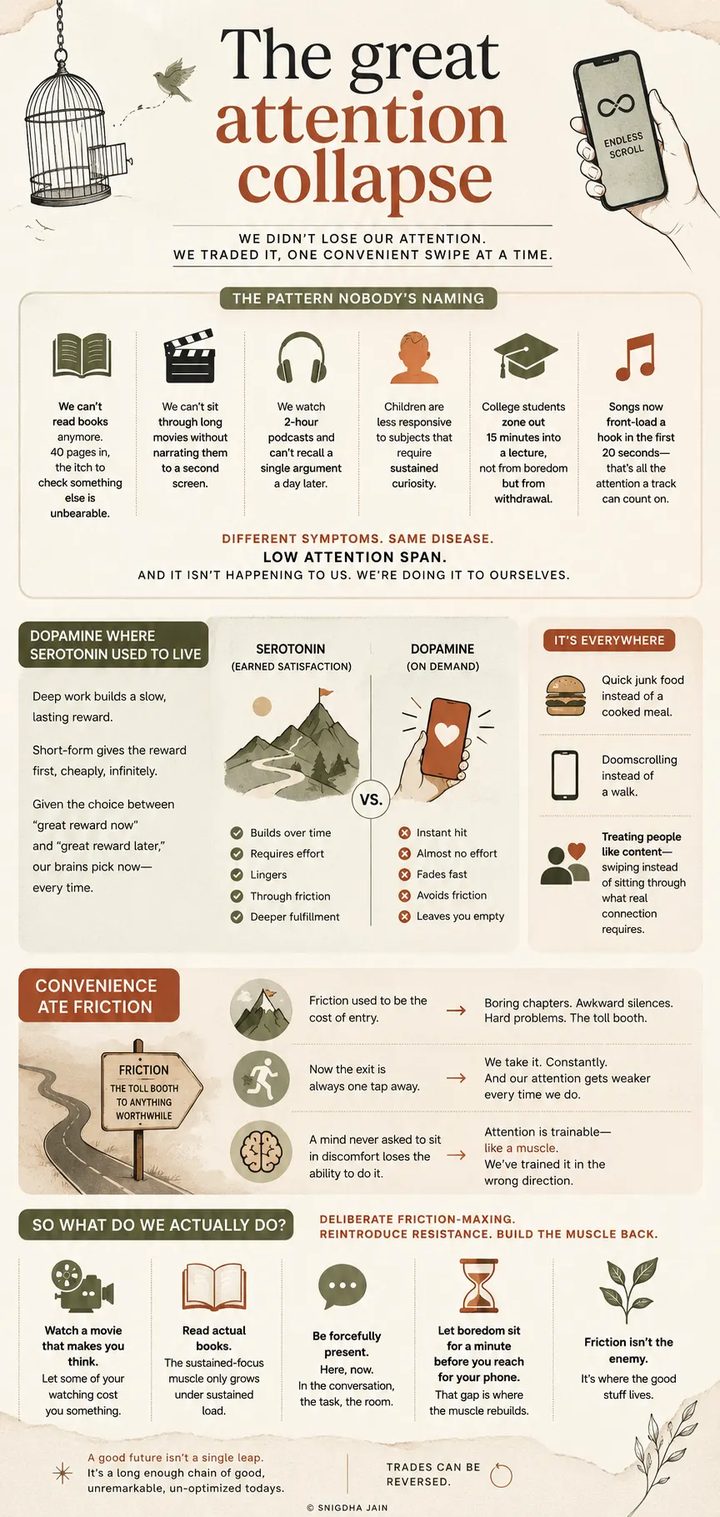 The great
attention
collapse
ENDLESS
SCROLL
WE DIDN'T LOSE OUR ATTENTION.
WE TRADED IT, ONE CONVENIENT SWIPE AT A TIME.
THE PATTERN NOBODY'S NAMING
We can't
read books
anymore.
40 pages in,
the itch to
check something
else is
unbearable.
We can't sit
through long
movies without
narrating them
to a second
screen.
We watch
2-hour
podcasts and
can't recall a
single argument
a day later.
Children are
less responsive
to subjects that
require
sustained
curiosity.
College students
zone out
15 minutes into
a lecture,
not from boredom
but from
withdrawal.
Songs now
front-load a
hook in the first
20 seconds—
that's all the
attention a track
can count on.
DIFFERENT SYMPTOMS. SAME DISEASE.
LOW ATTENTION SPAN.
AND IT ISN'T HAPPENING TO US. WE'RE DOING IT TO OURSELVES.
DOPAMINE WHERE
SEROTONIN USED TO LIVE
Deep work builds a slow,
lasting reward.
Short-form gives the reward
first, cheaply, infinitely.
Given the choice between
“great reward now”
and “great reward later,”
our brains pick now—
every time.
SEROTONIN
(EARNED SATISFACTION)
Builds over time
Requires effort
Lingers
Through friction
Deeper fulfillment
VS.
DOPAMINE
(ON DEMAND)
Instant hit
Almost no effort
Fades fast
Avoids friction
Leaves you empty
IT'S EVERYWHERE
Quick junk food
instead of a
cooked meal.
Doomscrolling
instead of
a walk.
Treating people
like content—
swiping instead
of sitting through
what real
connection
requires.
CONVENIENCE
ATE FRICTION
FRICTION
THE TOLL BOOTH
TO ANYTHING
WORTHWHILE
Friction used to be the
cost of entry.
Boring chapters. Awkward silences.
Hard problems. The toll booth.
Now the exit is
always one tap away.
We take it. Constantly.
And our attention gets weaker
every time we do.
A mind never asked to sit
in discomfort loses the
ability to do it.
Attention is trainable—
like a muscle.
We've trained it in the
wrong direction.
SO WHAT DO WE ACTUALLY DO?
DELIBERATE FRICTION-MAXING.
REINTRODUCE RESISTANCE. BUILD THE MUSCLE BACK.
Watch a movie
that makes you
think.
Let some of your
watching cost
you something.
Read actual
books.
The sustained-focus
muscle only grows
under sustained
load.
Be forcefully
present.
Here, now.
In the conversation,
the task, the room.
Let boredom sit
for a minute
before you reach
for your phone.
That gap is where
the muscle rebuilds.
Friction isn't the
enemy.
It's where the good
stuff lives.
A good future isn't a single leap.
It's a long enough chain of good,
unremarkable, un-optimized todays.
TRADES CAN BE
REVERSED.
© SNIGDHA JAIN